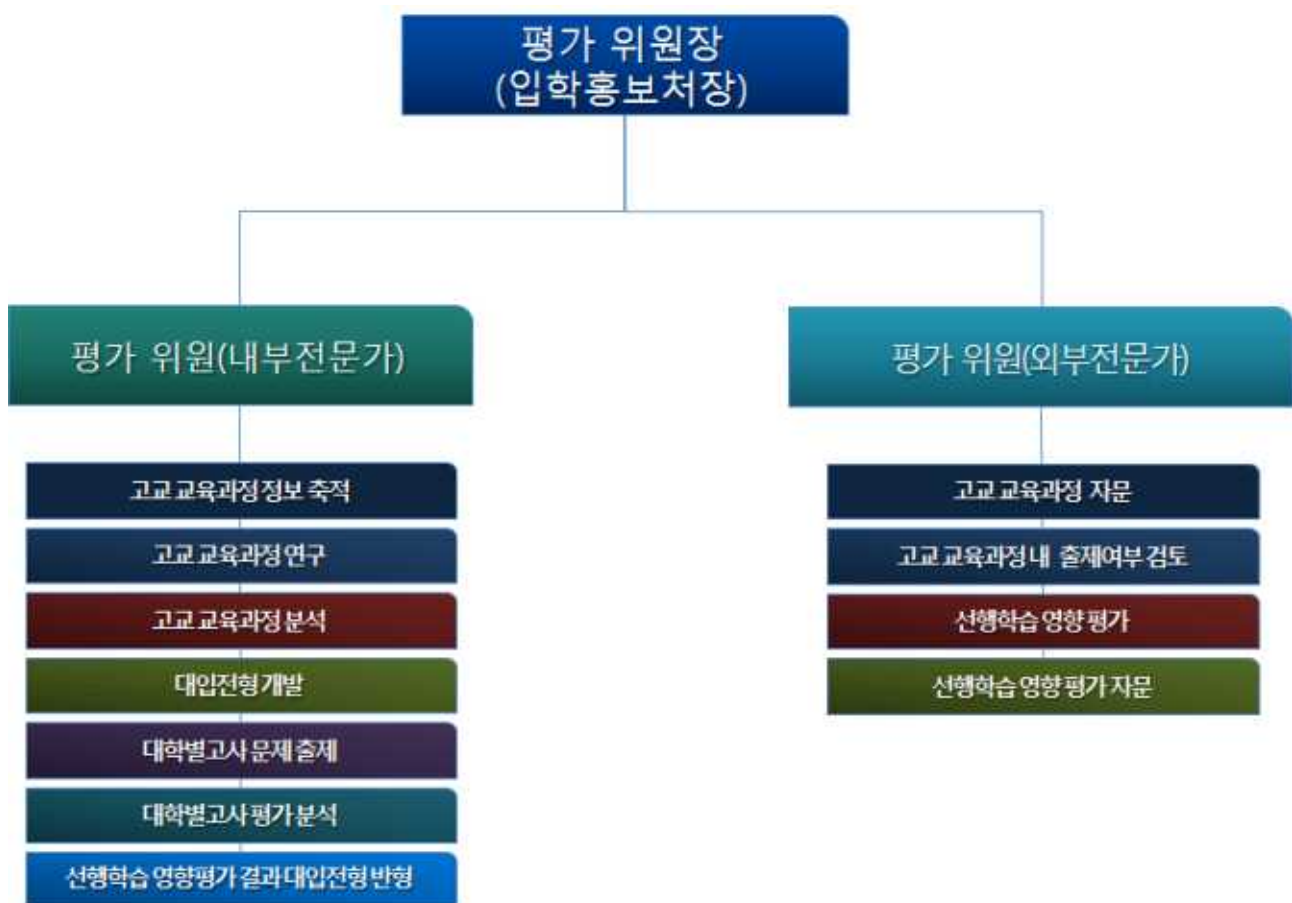 평가 위원장
(입학홍보처장)
평가 위원(내부전문가)
고교 교육과정 정보 축적
고교 교육과정 연구
고교 교육과정 분석
대입전형 개발
대학별고사 문제 출제
대학별고사 평가 분석
선행학습 영향평가 결과 대입전형 반형
평가 위원(외부전문가)
고교 교육과정 자문
고교 교육과정 내 출제여부 검토
선행학습 영향 평가
선행학습 영향 평가 자문